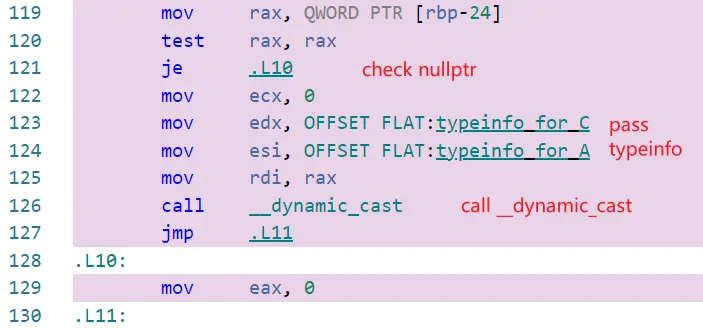 119 mov rax, QWORD PTR [rbp-24]
120 test rax, rax
121 je .L10 check nullptr
122 mov ecx, 0
123 mov edx, OFFSET FLAT:typeinfo_for_C pass
124 mov esi, OFFSET FLAT:typeinfo_for_A typeinfo
125 mov rdi, rax
126 call __dynamic_cast call __dynamic_cast
127 jmp .L11
128 .L10:
129 mov eax, 0
130 .L11: